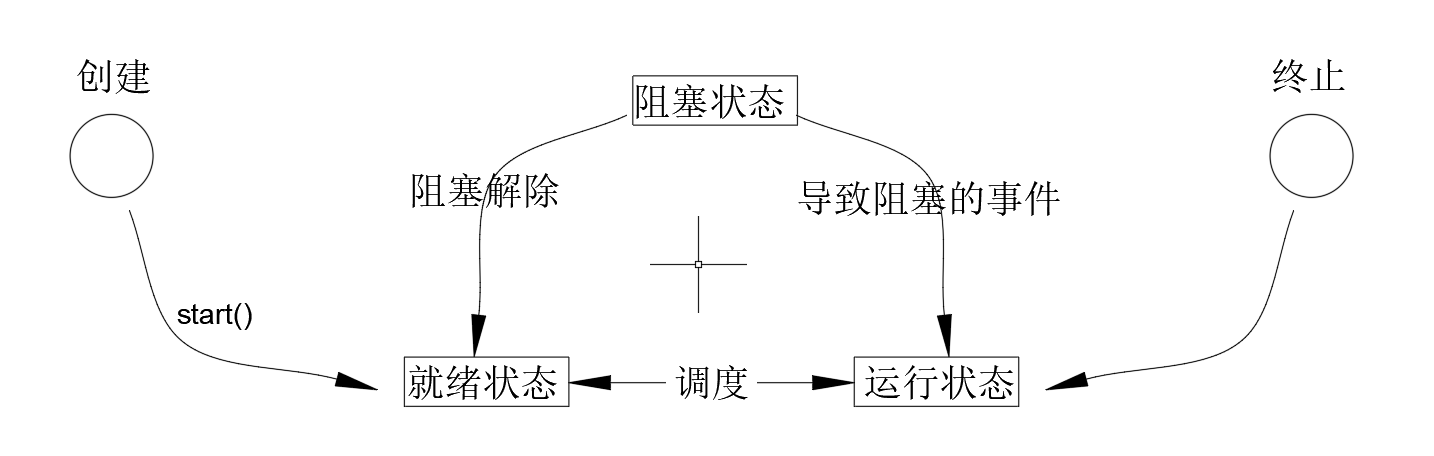 创建
阻塞状态
终止
阻塞解除
导致阻塞的事件
start()
就绪状态
调度
运行状态